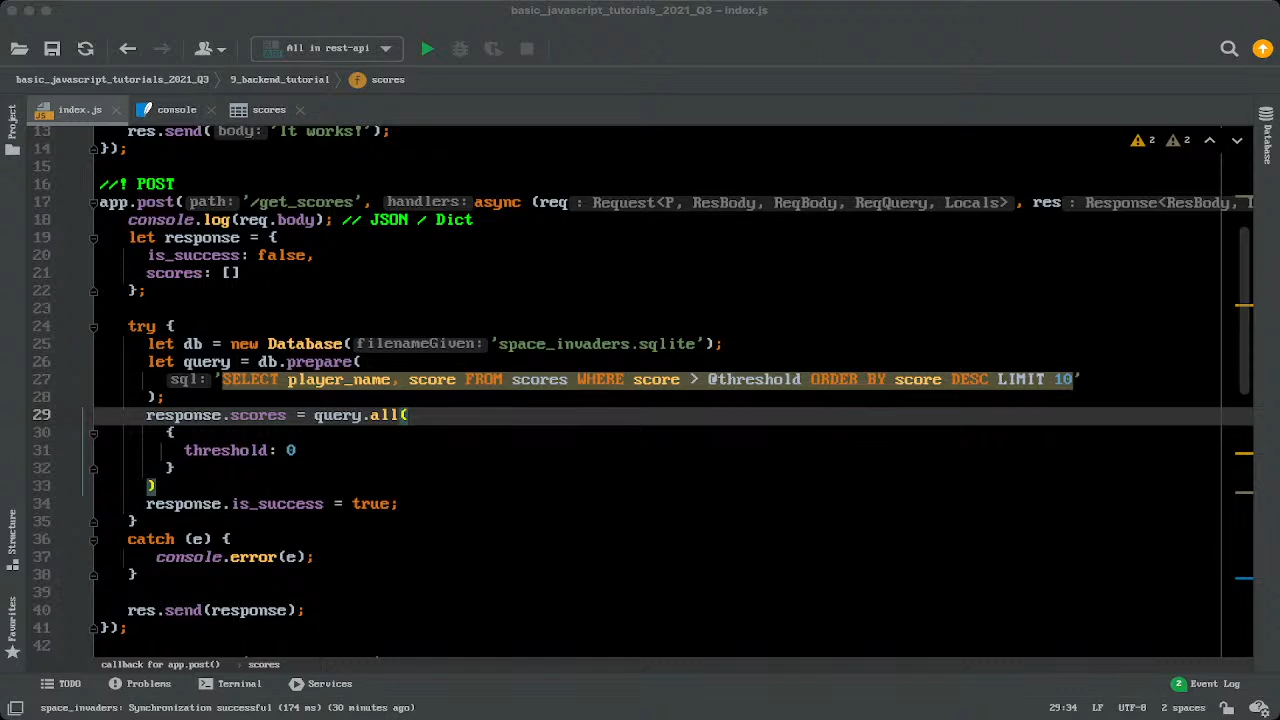 basic_javascript_tutorials_2021_Q3 – index.js
All in rest-api
basic_javascript_tutorials_2021_Q3 9_backend_tutorial f scores
index.js console scores
Project
Database
Structure
Favorites
2 2
13 res.send( body: 'It works!');
14 });
15
16 //! POST
17 app.post( path: '/get_scores', handlers: async (req : Request<P, ResBody, ReqBody, ReqQuery, Locals> , res : Response<ResBody,
18 console.log(req.body); // JSON / Dict
19 let response = {
20 is_success: false,
21 scores: []
22 };
23
24 try {
25 let db = new Database( filenameGiven: 'space_invaders.sqlite');
26 let query = db.prepare(
27 sql: 'SELECT player_name, score FROM scores WHERE score > @threshold ORDER BY score DESC LIMIT 10'
28 );
29 response.scores = query.all(
30 {
31 threshold: 0
32 }
33 )
34 response.is_success = true;
35 }
36 catch (e) {
37 console.error(e);
38 }
39
40 res.send(response);
41 });
42
callback for app.post() scores
TODO Problems Terminal Services 2 Event Log
space_invaders: Synchronization successful (174 ms) (30 minutes ago) 29:34 LF UTF-8 2 spaces